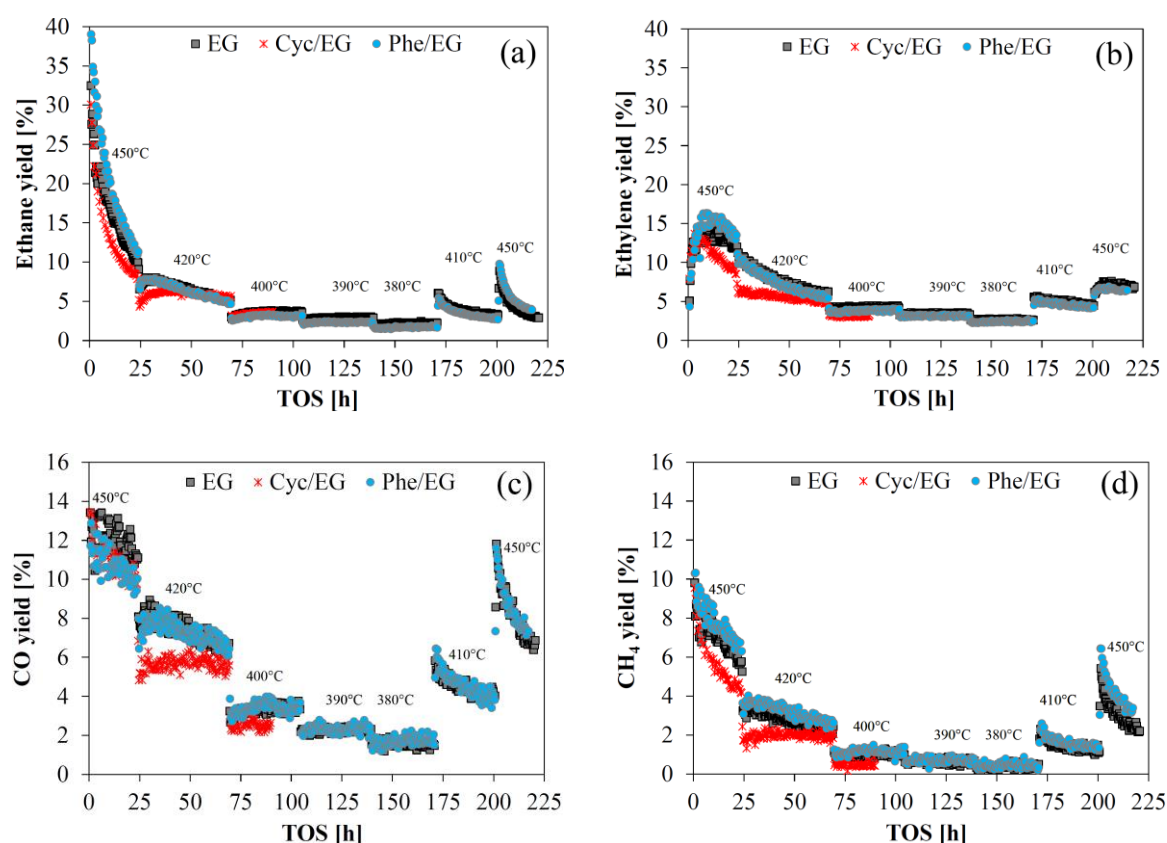 EG Cyc/EG Phe/EG (a)
Ethane yield [%]
40
35
30
25
20
15
10
5
0
450°C
420°C
400°C
390°C
380°C
410°C
450°C
0 25 50 75 100 125 150 175 200 225
TOS [h]
EG Cyc/EG Phe/EG (b)
Ethylene yield [%]
40
35
30
25
20
15
10
5
0
450°C
420°C
400°C
390°C
380°C
410°C
450°C
0 25 50 75 100 125 150 175 200 225
TOS [h]
EG Cyc/EG Phe/EG (c)
CO yield [%]
16
14
12
10
8
6
4
2
0
450°C
420°C
400°C
390°C
380°C
410°C
450°C
0 25 50 75 100 125 150 175 200 225
TOS [h]
EG Cyc/EG Phe/EG (d)
CH₄ yield [%]
16
14
12
10
8
6
4
2
0
450°C
420°C
400°C
390°C
380°C
410°C
450°C
0 25 50 75 100 125 150 175 200 225
TOS [h]